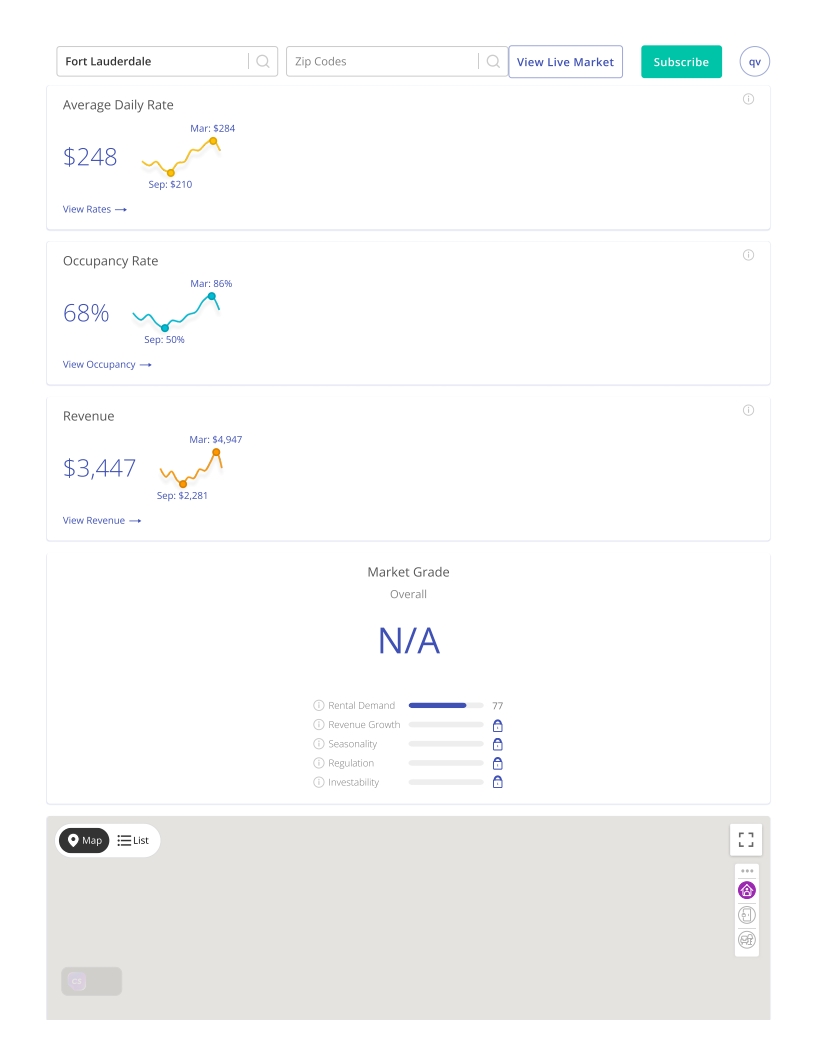 Fort Lauderdale
Zip Codes
View Live Market
Subscribe
qv
Average Daily Rate
Mar: $284
$248
Sep: $210
View Rates
Occupancy Rate
Mar: 86%
68%
Sep: 50%
View Occupancy
Revenue
Mar: $4,947
$3,447
Sep: $2,281
View Revenue
Market Grade
Overall
N/A
Rental Demand 77
Revenue Growth
Seasonality
Regulation
Investability
Map
List
CS